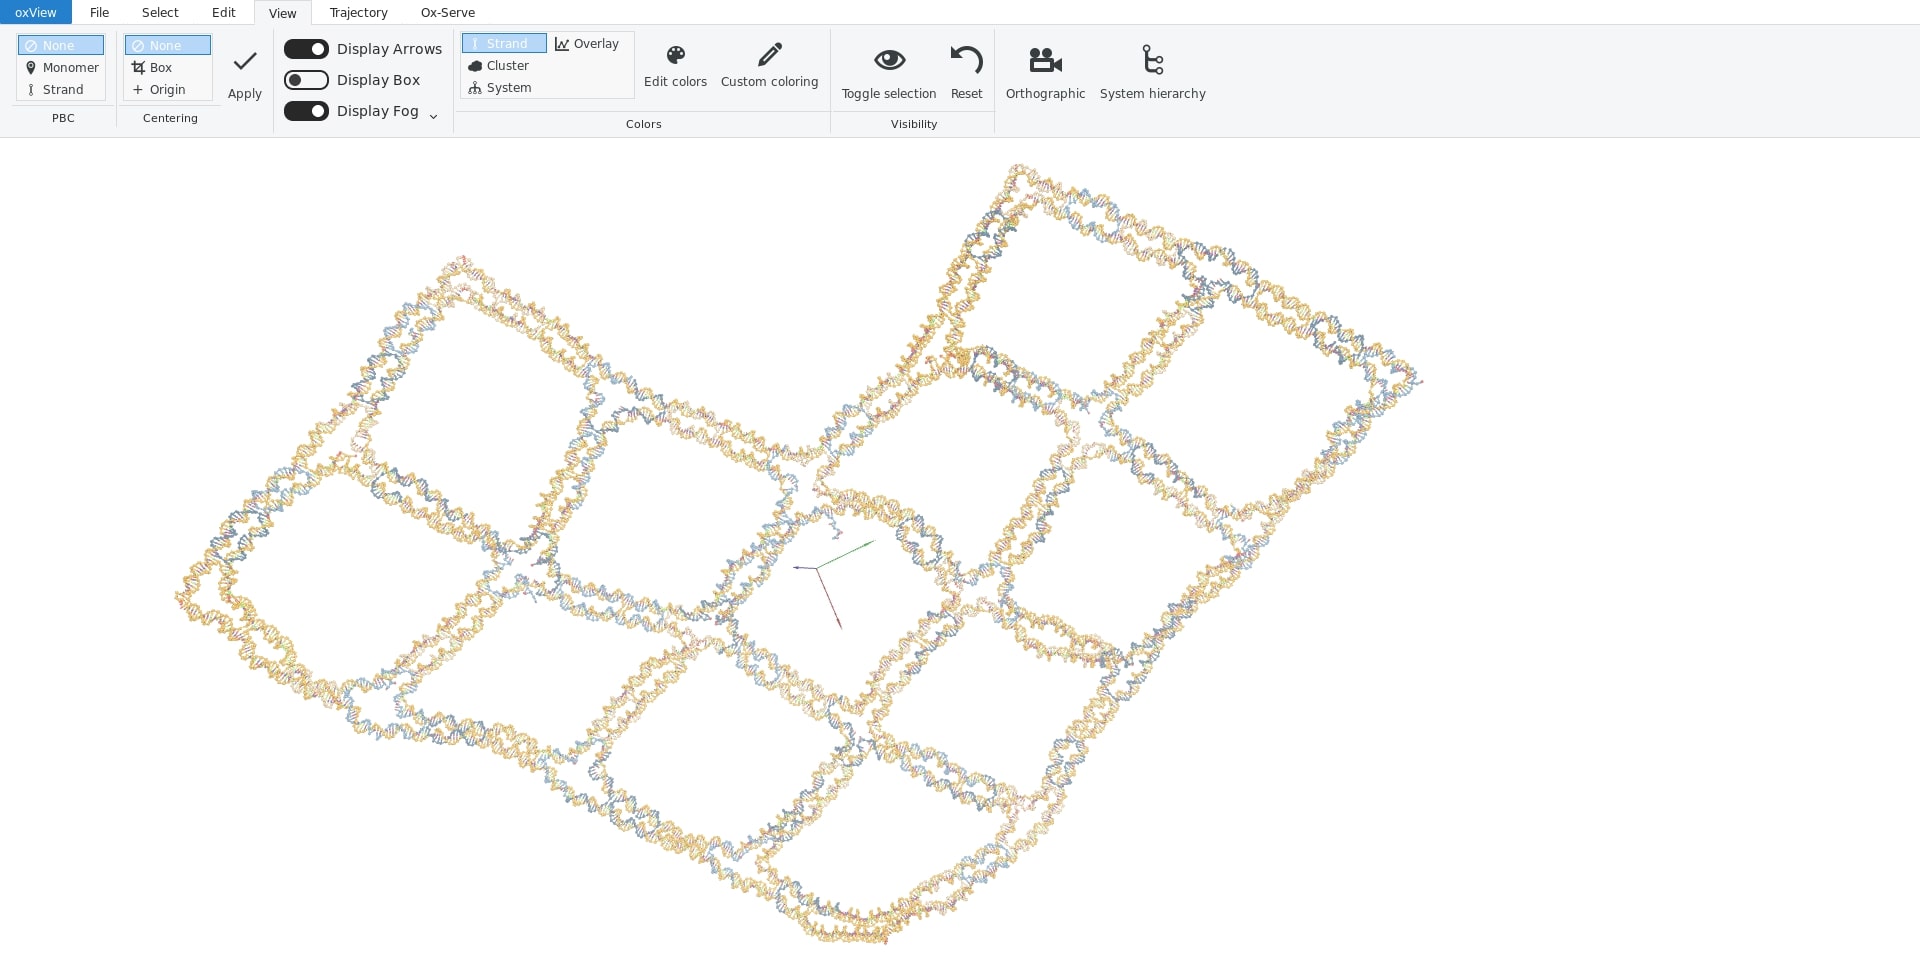 oxView File Select Edit View Trajectory Ox-Serve
None
Monomer
Strand
PBC
None
Box
Origin
Centering
Apply
Display Arrows
Display Box
Display Fog
Strand Overlay
Cluster
System
Edit colors
Custom coloring
Colors
Toggle selection
Reset
Visibility
Orthographic
System hierarchy